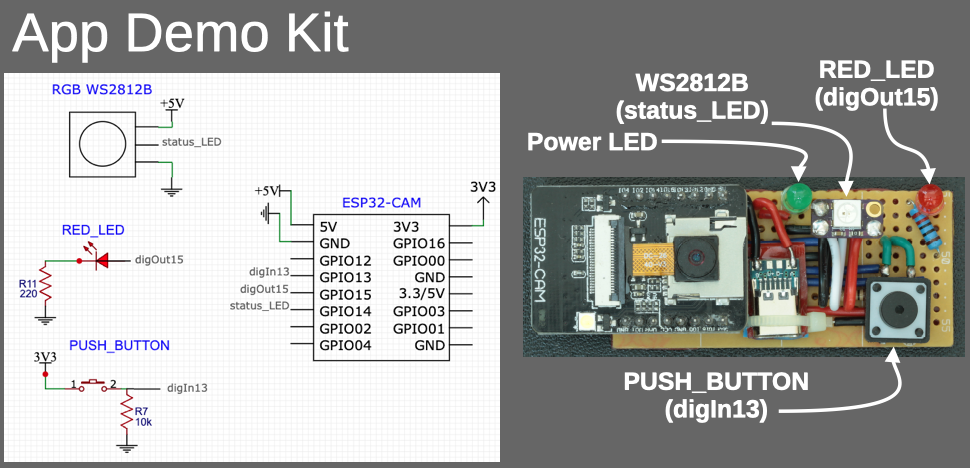 App Demo Kit
RGB WS2812B
+5V
status_LED
RED_LED
digOut15
R11
220
PUSH_BUTTON
3V3
1
2
digIn13
R7
10k
+5V
3V3
ESP32-CAM
5V
3V3
GND
GPIO16
GPIO12
GPIO00
digIn13
GPIO13
GND
digOut15
GPIO15
3.3/5V
status_LED
GPIO14
GPIO03
GPIO02
GPIO01
GPIO04
GND
WS2812B
(status_LED)
RED_LED
(digOut15)
Power LED
ESP32-CAM
PUSH_BUTTON
(digIn13)